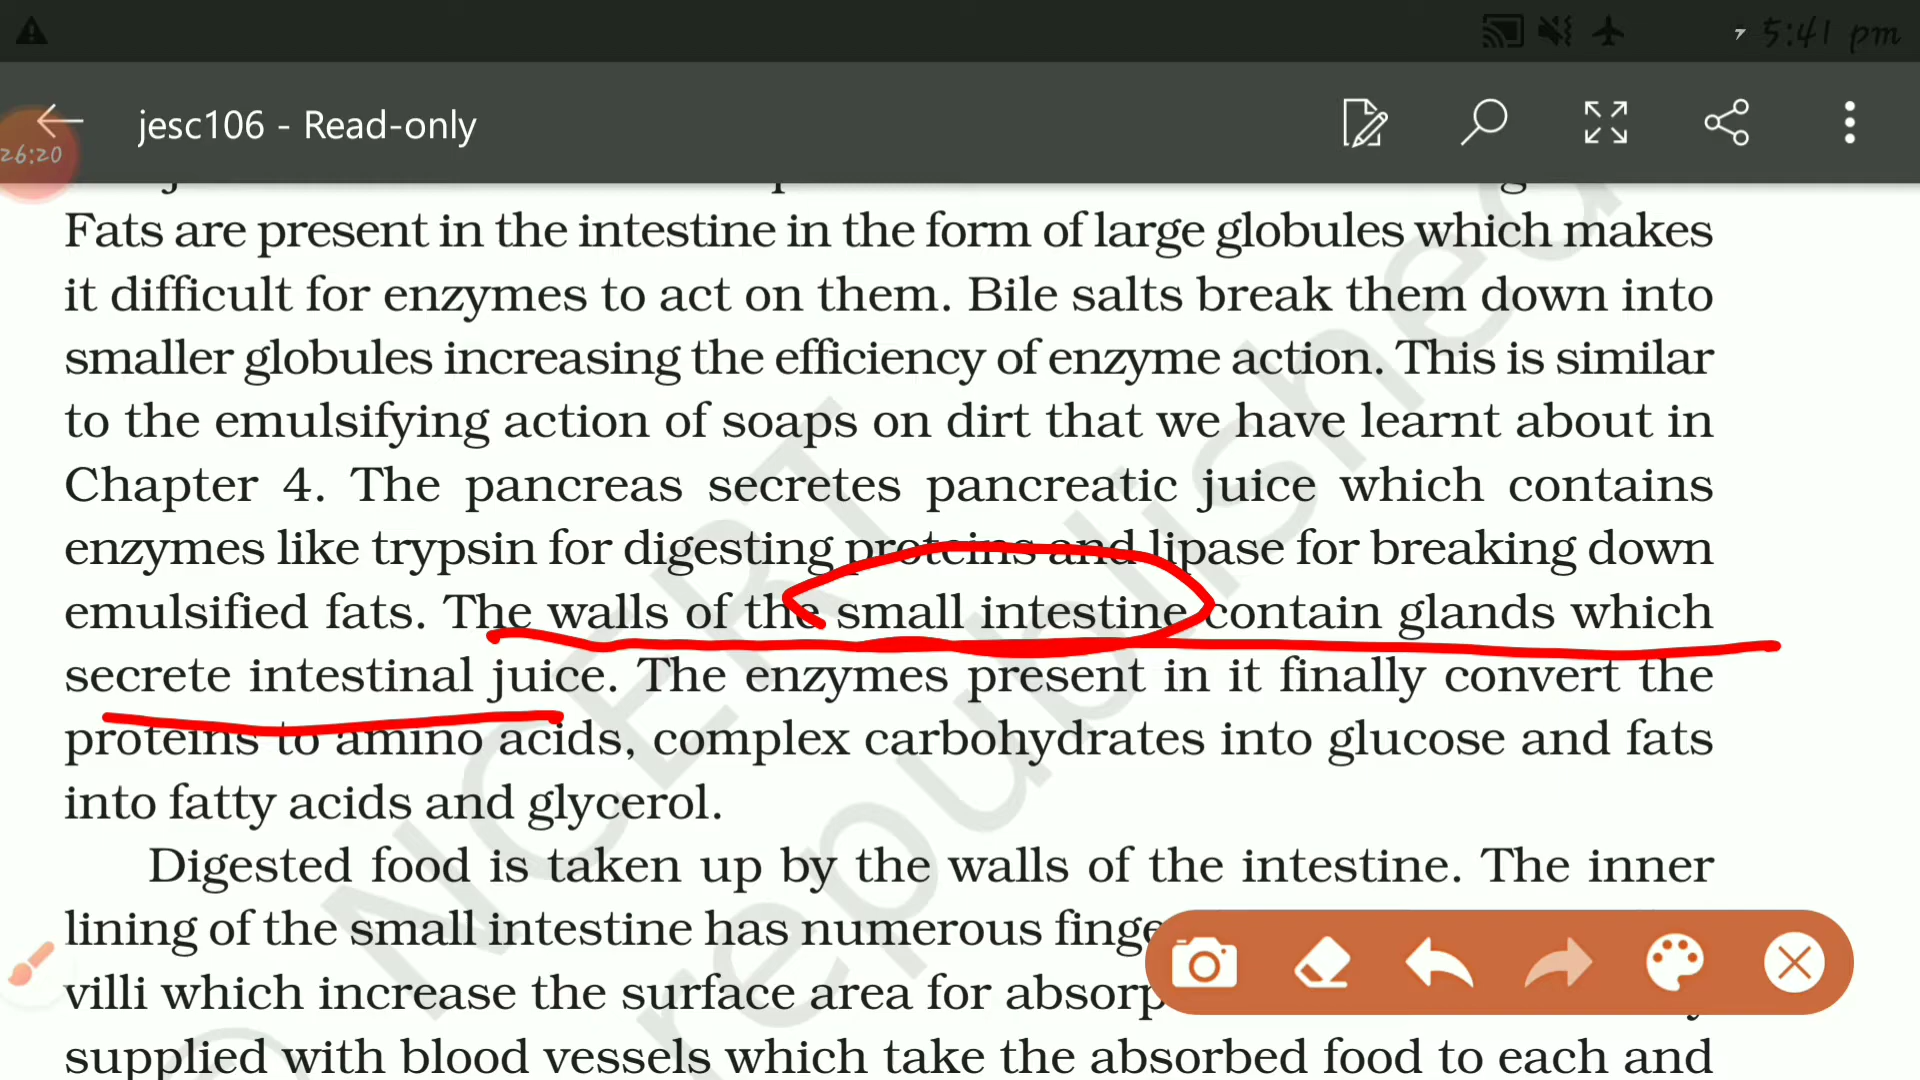 5:41 pm
jesc106 - Read-only
26:20
Fats are present in the intestine in the form of large globules which makes
it difficult for enzymes to act on them. Bile salts break them down into
smaller globules increasing the efficiency of enzyme action. This is similar
to the emulsifying action of soaps on dirt that we have learnt about in
Chapter 4. The pancreas secretes pancreatic juice which contains
enzymes like trypsin for digesting proteins and lipase for breaking down
emulsified fats. The walls of the small intestine contain glands which
secrete intestinal juice. The enzymes present in it finally convert the
proteins to amino acids, complex carbohydrates into glucose and fats
into fatty acids and glycerol.
Digested food is taken up by the walls of the intestine. The inner
lining of the small intestine has numerous
villi which increase the surface area for
supplied with blood vessels which take the absorbed food to each and
NCERT
republished